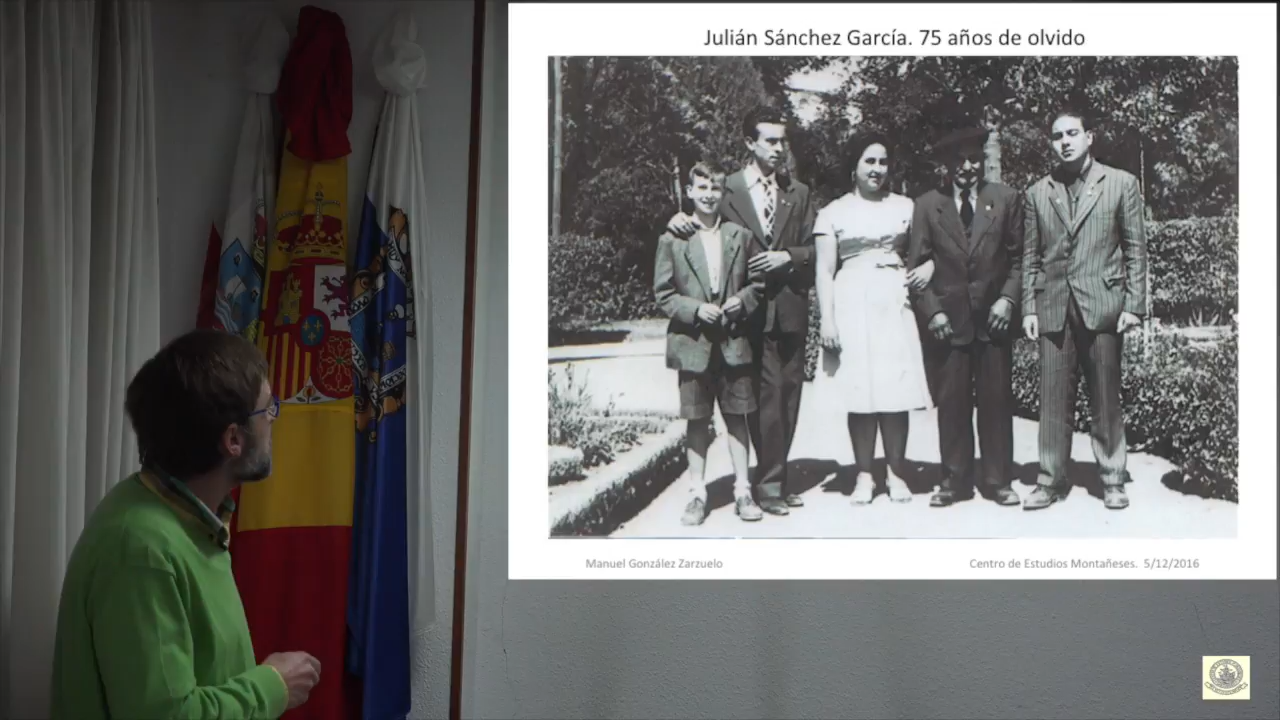 Julián Sánchez García. 75 años de olvido
Manuel González Zarzuelo
Centro de Estudios Montañeses. 5/12/2016